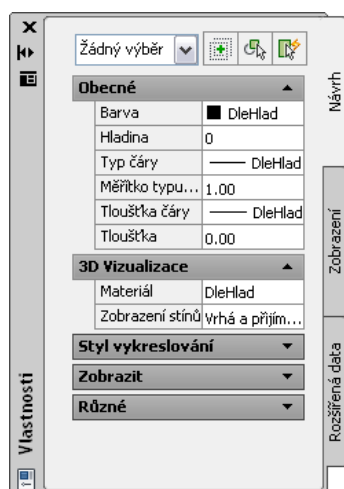 Žádný výběr
Obecné
Barva DleHlad
Hladina 0
Typ čáry DleHlad
Měřítko typu... 1.00
Tloušťka čáry DleHlad
Tloušťka 0.00
3D Vizualizace
Materiál DleHlad
Zobrazení stínů Vrhá a přijím...
Styl vykreslování
Zobrazit
Různé
Návrh
Zobrazení
Rozšířená data
Vlastnosti